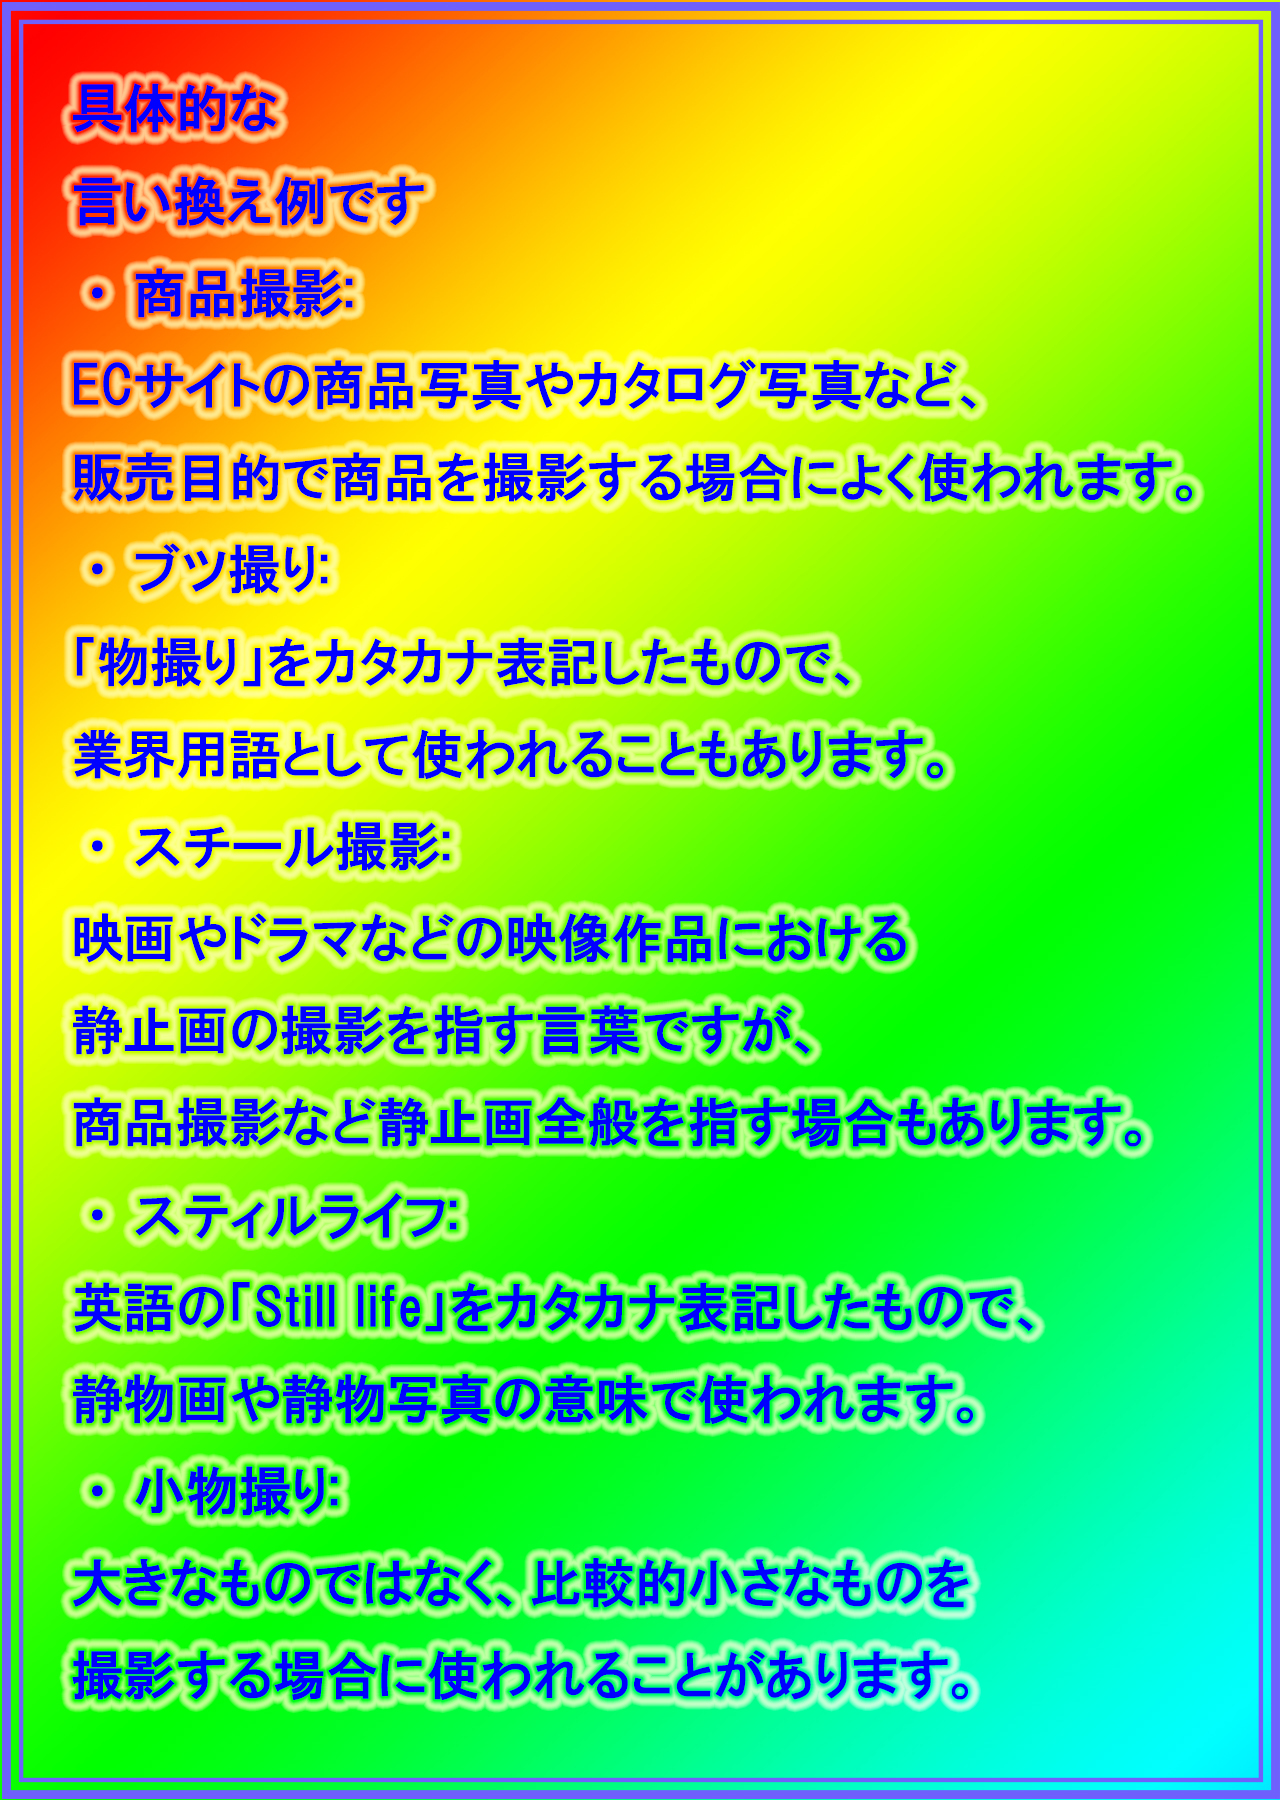 具体的な
言い換え例です
・ 商品撮影:
ECサイトの商品写真やカタログ写真など、
販売目的で商品を撮影する場合によく使われます。
・ ブツ撮り:
「物撮り」をカタカナ表記したもので、
業界用語として使われることもあります。
・ スチール撮影:
映画やドラマなどの映像作品における
静止画の撮影を指す言葉ですが、
商品撮影など静止画全般を指す場合もあります。
・ スティルライフ:
英語の「Still life」をカタカナ表記したもので、
静物画や静物写真の意味で使われます。
・ 小物撮り:
大きなものではなく、比較的小さなものを
撮影する場合に使われることがあります。